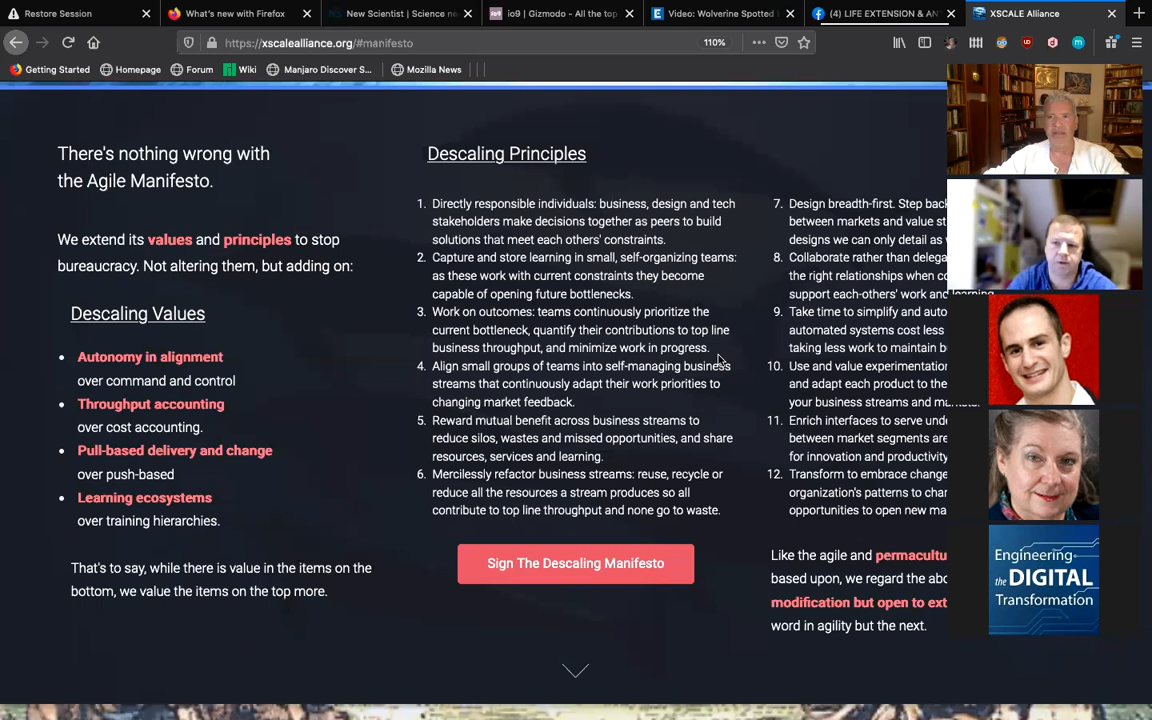 Restore Session
What's new with Firefox
New Scientist | Science ne
io9 | Gizmodo - All the top
Video: Wolverine Spotted
(4) LIFE EXTENSION & AN
XSCALE Alliance
https://xscalealliance.org/#manifesto
110%
Getting Started
Homepage
Forum
Wiki
Manjaro Discover S...
Mozilla News
There's nothing wrong with
the Agile Manifesto.
We extend its values and principles to stop
bureaucracy. Not altering them, but adding on:
Descaling Values
• Autonomy in alignment
over command and control
• Throughput accounting
over cost accounting.
• Pull-based delivery and change
over push-based
• Learning ecosystems
over training hierarchies.
That's to say, while there is value in the items on the
bottom, we value the items on the top more.
Descaling Principles
1. Directly responsible individuals: business, design and tech
stakeholders make decisions together as peers to build
solutions that meet each others' constraints.
2. Capture and store learning in small, self-organizing teams:
as these work with current constraints they become
capable of opening future bottlenecks.
3. Work on outcomes: teams continuously prioritize the
current bottleneck, quantify their contributions to top line
business throughput, and minimize work in progress.
4. Align small groups of teams into self-managing business
streams that continuously adapt their work priorities to
changing market feedback.
5. Reward mutual benefit across business streams to
reduce silos, wastes and missed opportunities, and share
resources, services and learning.
6. Mercilessly refactor business streams: reuse, recycle or
reduce all the resources a stream produces so all
contribute to top line throughput and none go to waste.
Sign The Descaling Manifesto
7. Design breadth-first. Step back
between markets and value st
designs we can only detail as
8. Collaborate rather than delega
the right relationships when co
support each-others' work and learning.
9. Take time to simplify and auto
automated systems cost less
taking less work to maintain b
10. Use and value experimentation
and adapt each product to the
your business streams and markets.
11. Enrich interfaces to serve unde
between market segments are
for innovation and productivity
12. Transform to embrace change
organization's patterns to cha
opportunities to open new ma
Like the agile and permacultu
based upon, we regard the abo
modification but open to ext
word in agility but the next.
Engineering
the DIGITAL
Transformation